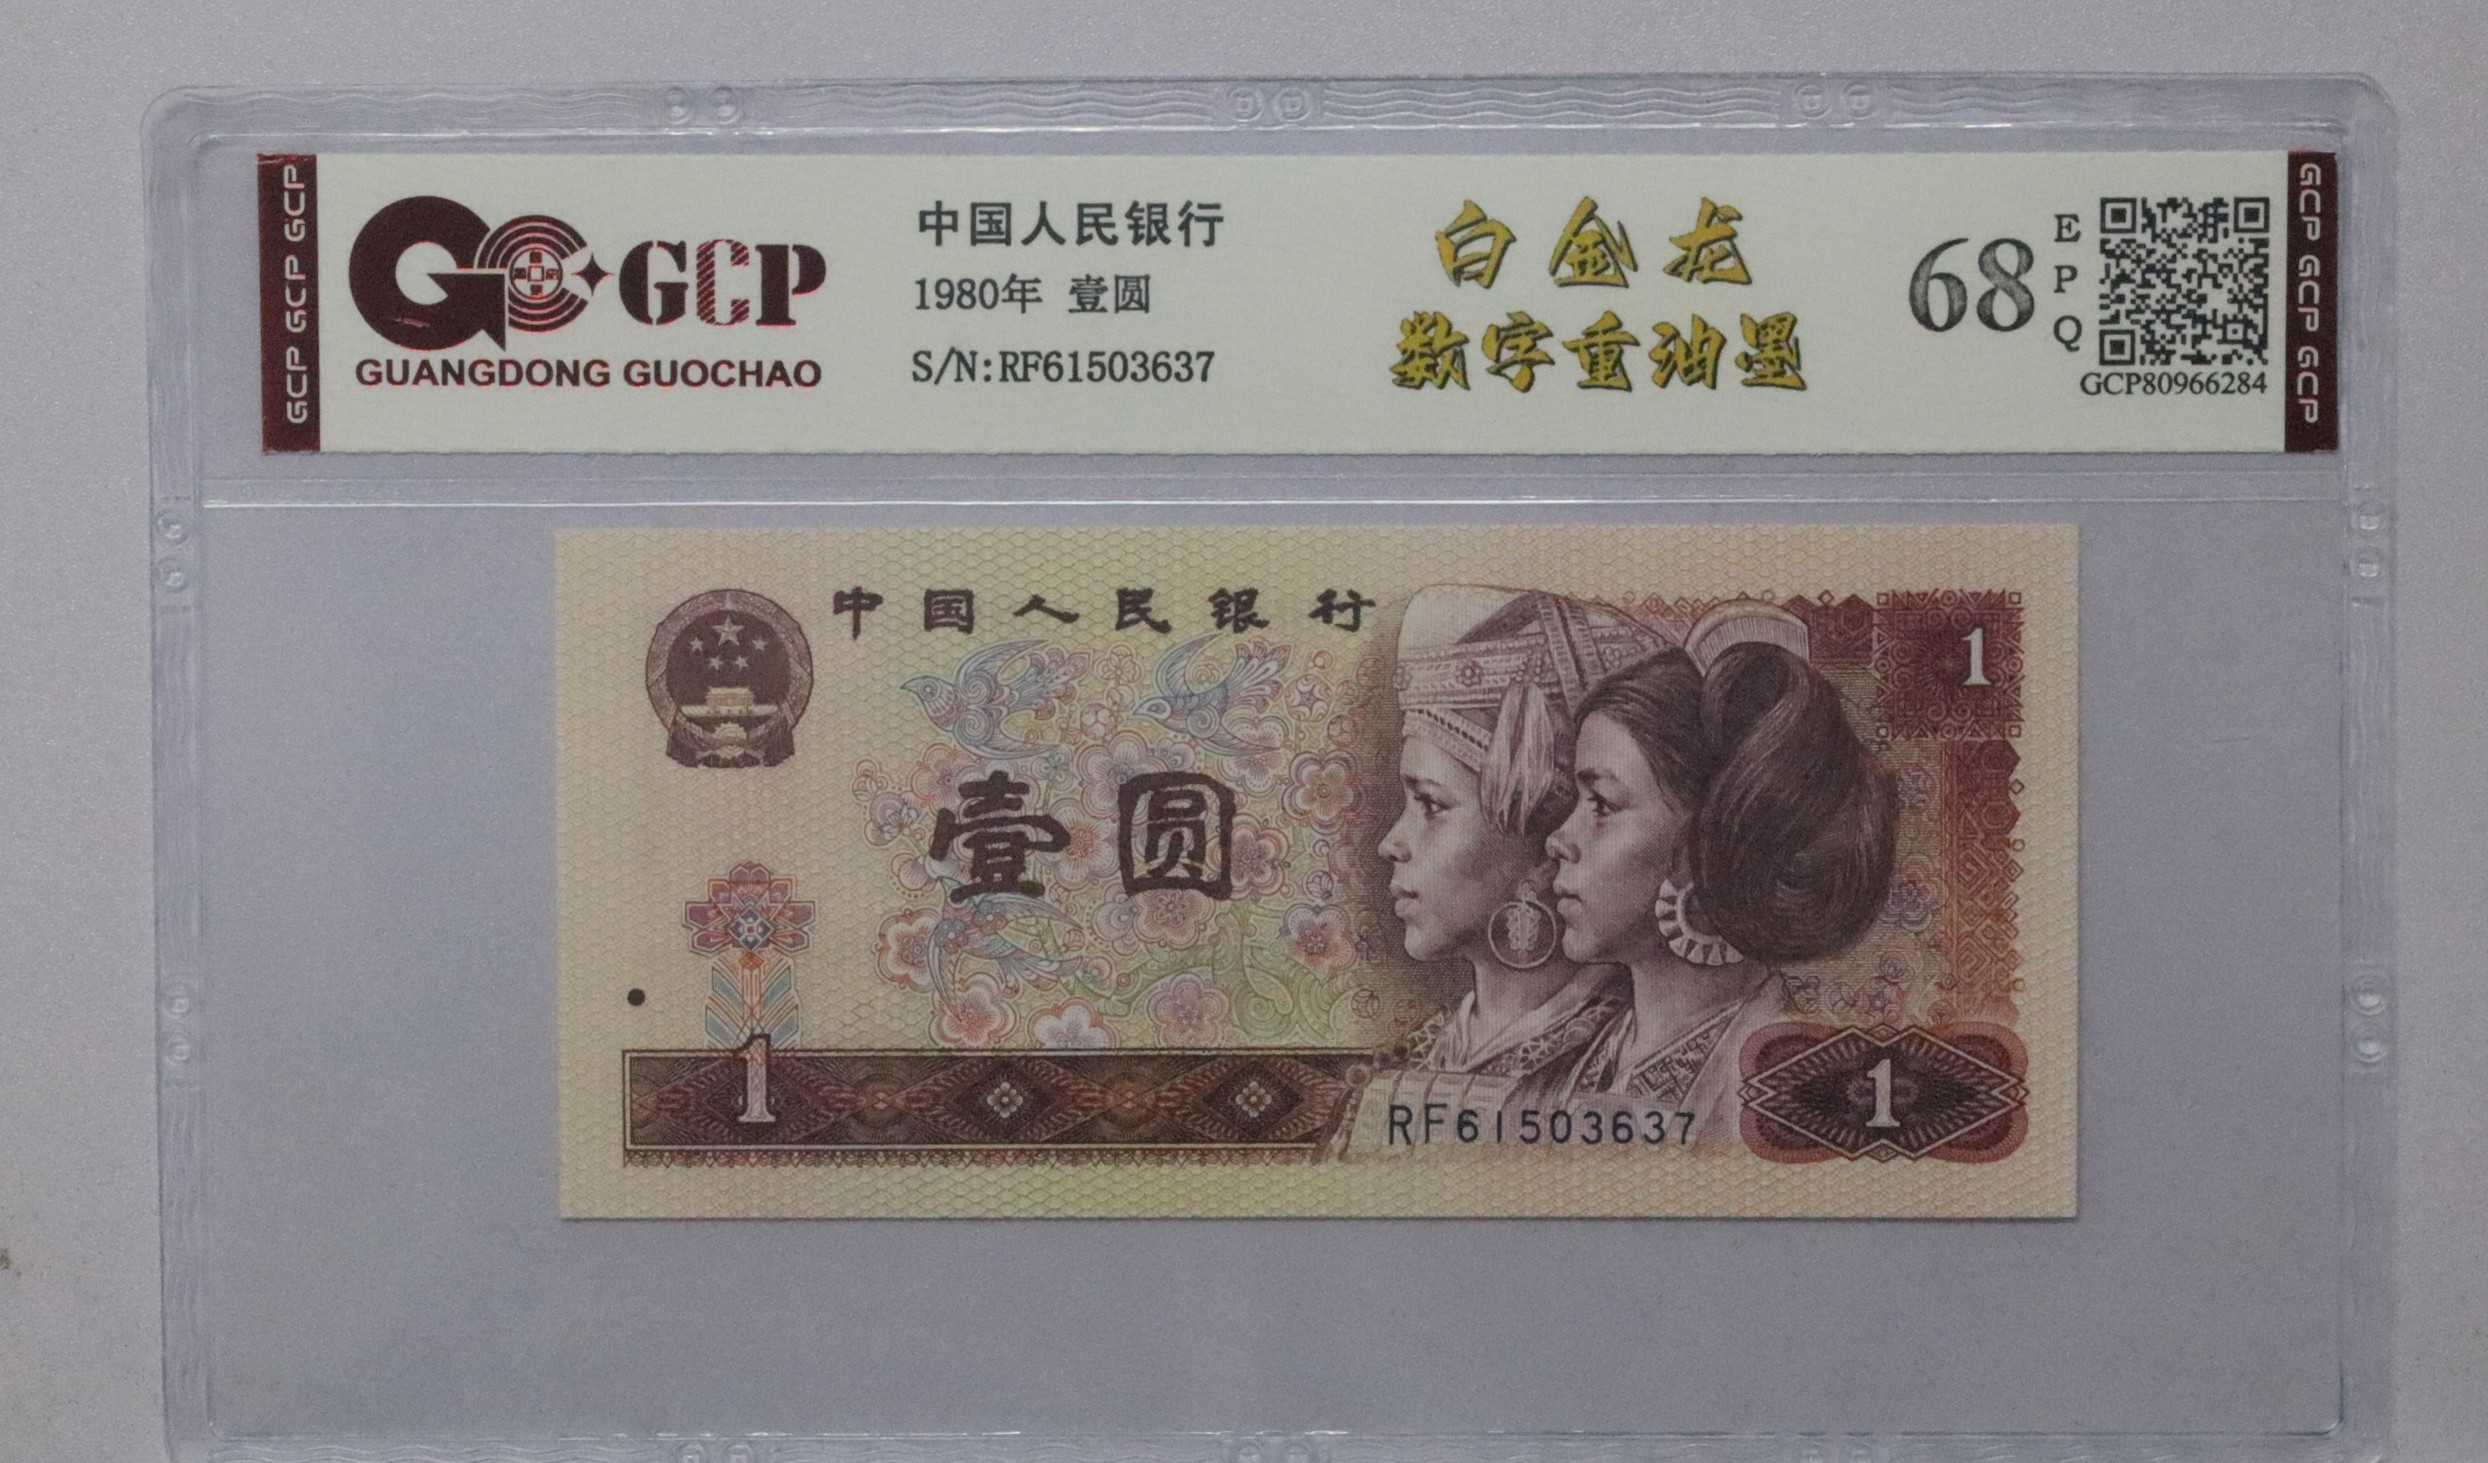 GCP GCP GCP
GCP
GUANGDONG GUOCHAO
中国人民银行
1980年 壹圆
S/N:RF61503637
白金龙
数字重油墨
68
EPQ
GCP80966284
GCP GCP GCP
中国人民银行
壹圆
1
1
RF61503637
1